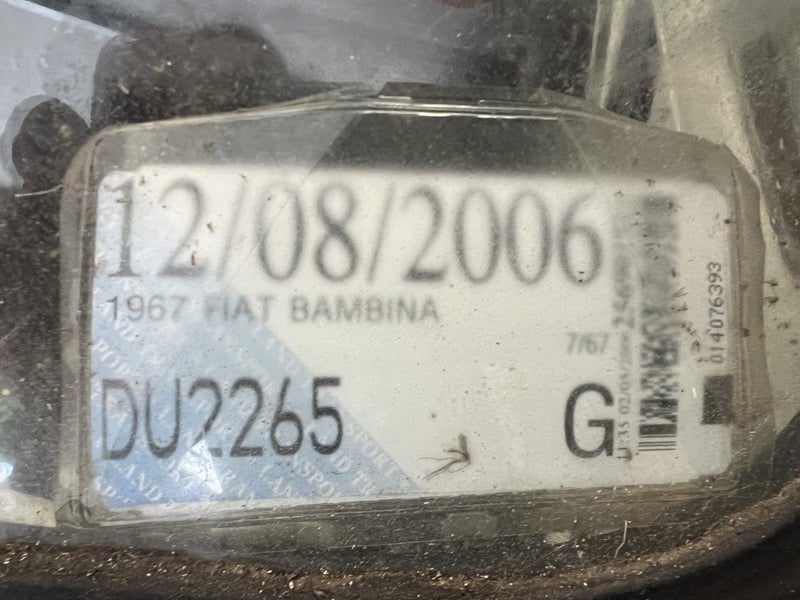 12/08/2006
1967 FIAT BAMBINA
7/67
DU2265
G
014076393